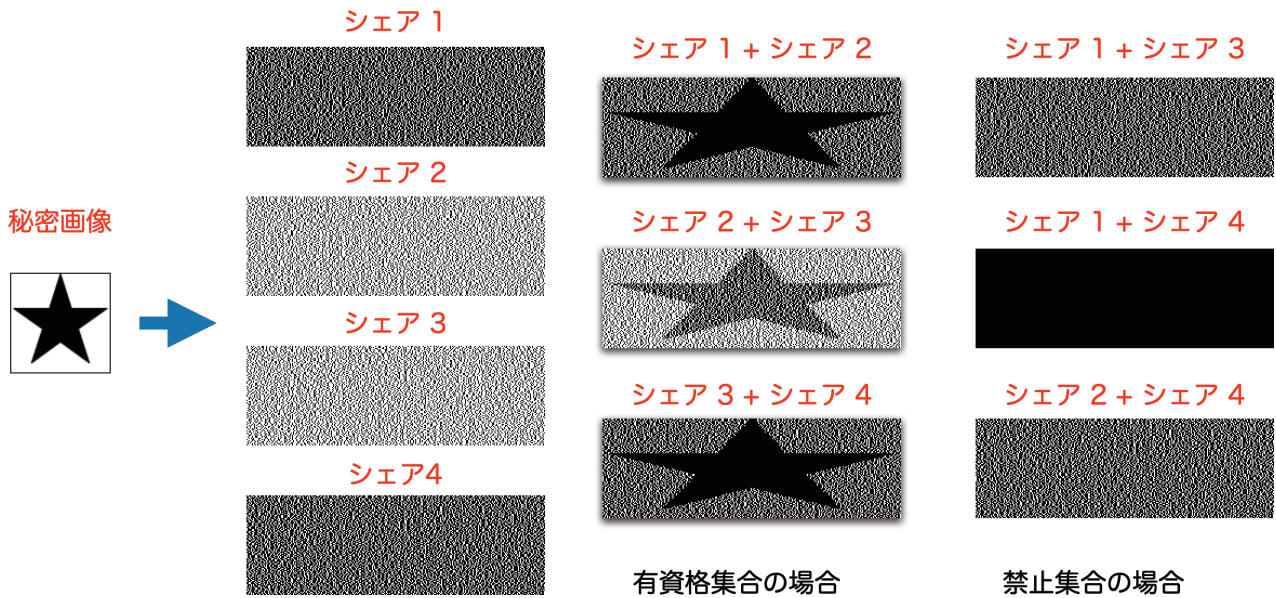 秘密画像
シェア 1
シェア 2
シェア 3
シェア4
シェア 1 + シェア 2
シェア 2 + シェア 3
シェア 3 + シェア 4
有資格集合の場合
シェア 1 + シェア 3
シェア 1 + シェア 4
シェア 2 + シェア 4
禁止集合の場合